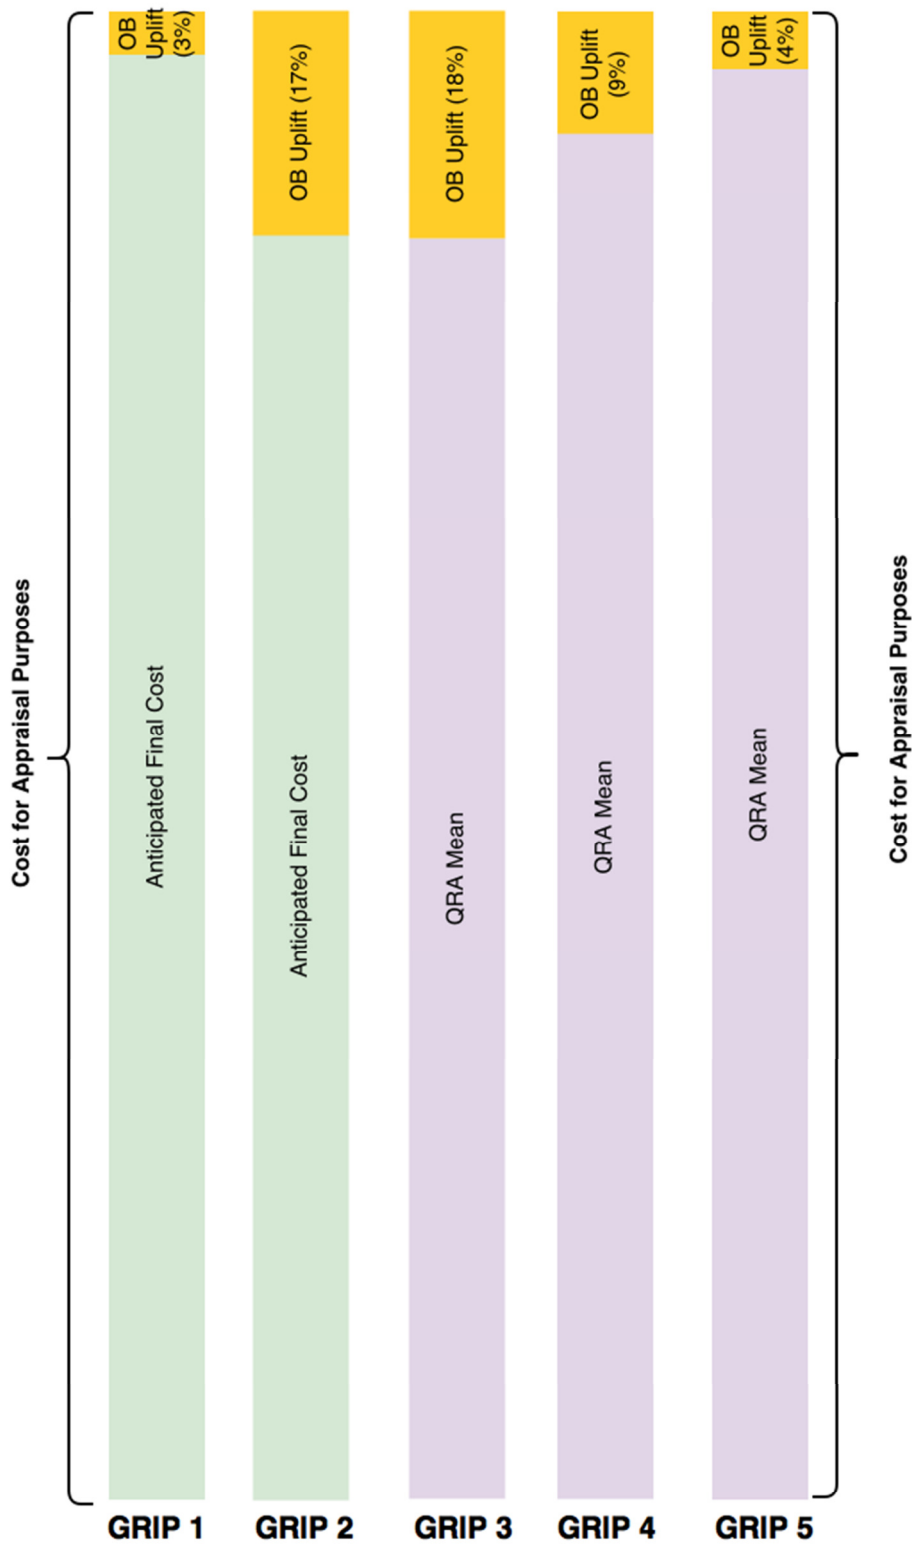 Cost for Appraisal Purposes
OB
Uplift
(3%)
Anticipated Final Cost
GRIP 1
OB Uplift (17%)
Anticipated Final Cost
GRIP 2
OB Uplift (18%)
QRA Mean
GRIP 3
OB Uplift
(9%)
QRA Mean
GRIP 4
OB
Uplift
(4%)
QRA Mean
GRIP 5
Cost for Appraisal Purposes